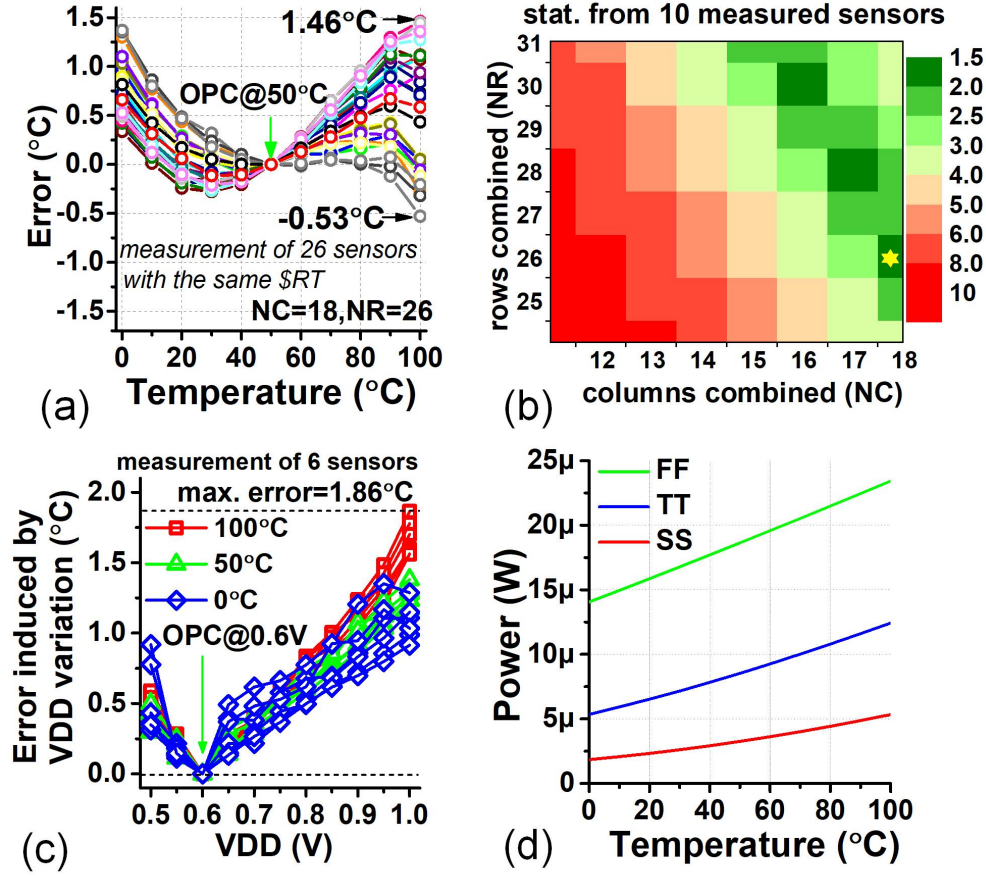 1.5
1.0
0.5
0.0
-0.5
-1.0
-1.5
Error (°C)
1.46°C
OPC@50°C
-0.53°C
measurement of 26 sensors
with the same $RT
NC=18,NR=26
0 20 40 60 80 100
Temperature (°C)
(a)
stat. from 10 measured sensors
31
30
29
28
27
26
25
rows combined (NR)
12 13 14 15 16 17 18
columns combined (NC)
1.5
2.0
2.5
3.0
4.0
5.0
6.0
8.0
10
(b)
measurement of 6 sensors
max. error=1.86°C
2.0
1.5
1.0
0.5
0.0
Error induced by
VDD variation (°C)
100°C
50°C
0°C
OPC@0.6V
0.5 0.6 0.7 0.8 0.9 1.0
VDD (V)
(c)
25µ
20µ
15µ
10µ
5µ
0
Power (W)
FF
TT
SS
0 20 40 60 80 100
Temperature (°C)
(d)